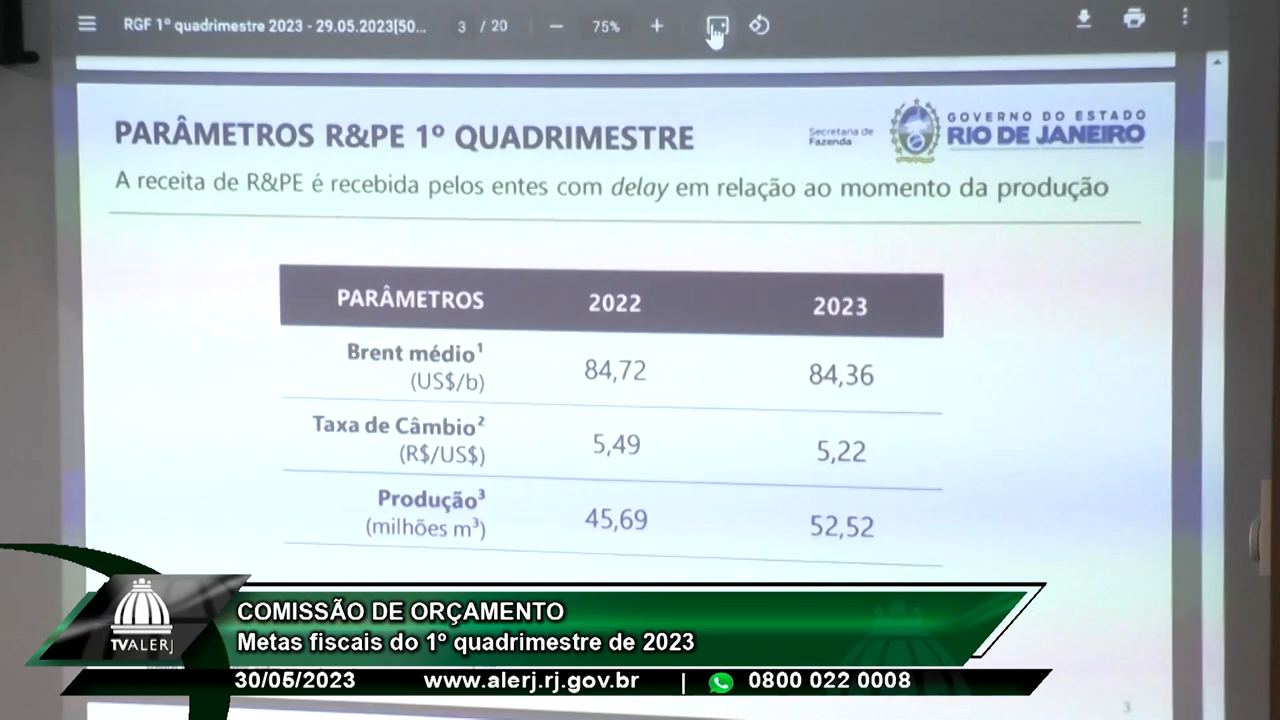 RGF 1º quadrimestre 2023 - 29.05.2023[50... 3 / 20 75%
PARÂMETROS R&PE 1º QUADRIMESTRE
Secretaria de
Fazenda
GOVERNO DO ESTADO
RIO DE JANEIRO
A receita de R&PE é recebida pelos entes com delay em relação ao momento da produção
PARÂMETROS 2022 2023
Brent médio¹
(US$/b) 84,72 84,36
Taxa de Câmbio²
(R$/US$) 5,49 5,22
Produção³
(milhões m³) 45,69 52,52
TVALERJ
COMISSÃO DE ORÇAMENTO
Metas fiscais do 1º quadrimestre de 2023
30/05/2023 www.alerj.rj.gov.br | 0800 022 0008
3